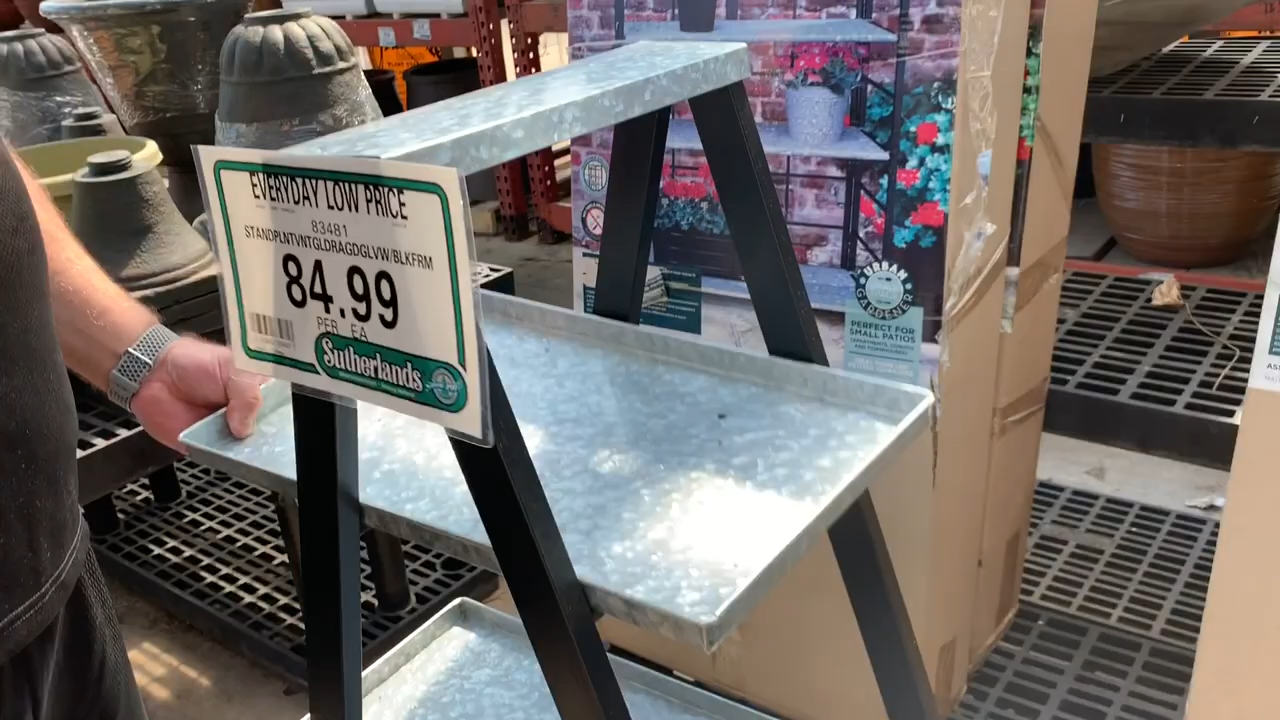 EVERYDAY LOW PRICE
83481
STANDPLNTVNTGLDRAGDGLVW/BLKFRM
84.99
PER EA
Sutherlands
URBAN
GARDENER
PERFECT FOR
SMALL PATIOS